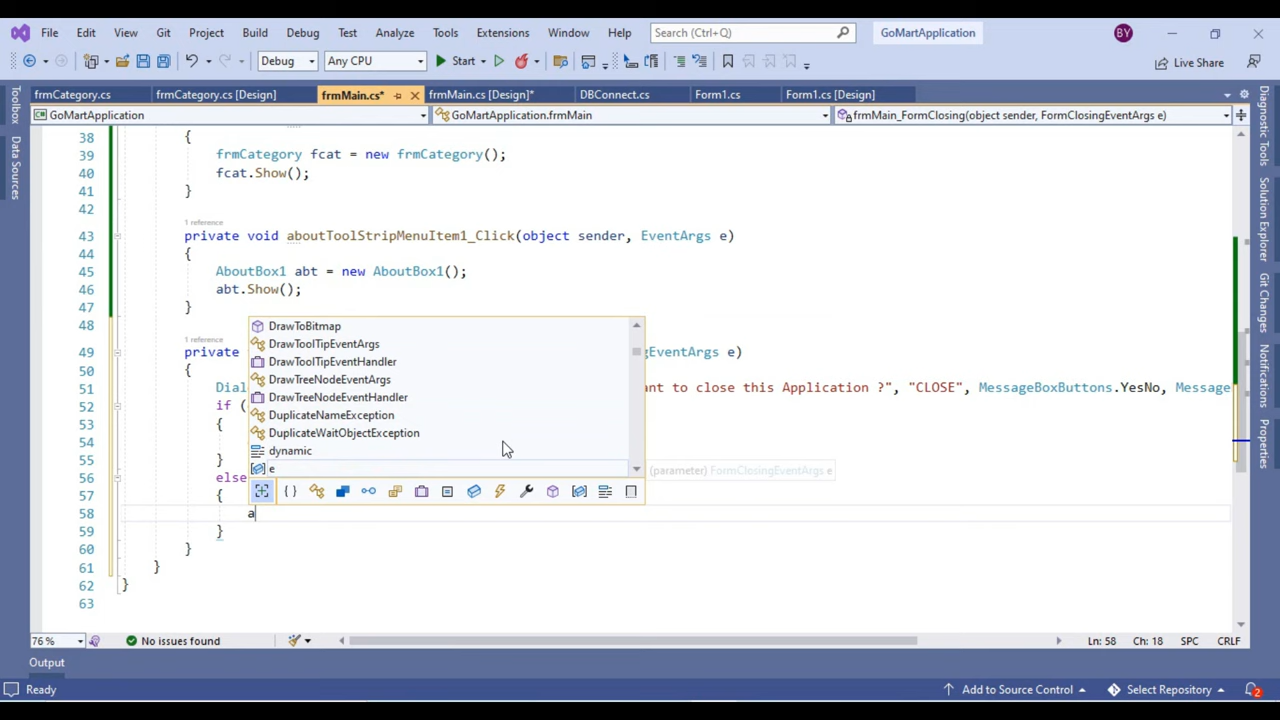 File Edit View Git Project Build Debug Test Analyze Tools Extensions Window Help Search (Ctrl+Q) GoMartApplication BY
Debug Any CPU Start Live Share
frmCategory.cs frmCategory.cs [Design] frmMain.cs* frmMain.cs [Design]* DBConnect.cs Form1.cs Form1.cs [Design]
GoMartApplication GoMartApplication.frmMain frmMain_FormClosing(object sender, FormClosingEventArgs e)
Toolbox
Data Sources
38 {
39 frmCategory fcat = new frmCategory();
40 fcat.Show();
41 }
42
1 reference
43 private void aboutToolStripMenuItem1_Click(object sender, EventArgs e)
44 {
45 AboutBox1 abt = new AboutBox1();
46 abt.Show();
47 }
48
1 reference
49 private ngEventArgs e)
50 {
51 Dial ant to close this Application ?", "CLOSE", MessageBoxButtons.YesNo, Message
52 if (
53 {
54
55 }
56 else
57 {
58 a
59 }
60 }
61 }
62 }
63
DrawToBitmap
DrawToolTipEventArgs
DrawToolTipEventHandler
DrawTreeNodeEventArgs
DrawTreeNodeEventHandler
DuplicateNameException
DuplicateWaitObjectException
dynamic
e (parameter) FormClosingEventArgs e
Diagnostic Tools
Solution Explorer
Git Changes
Notifications
Properties
76 % No issues found Ln: 58 Ch: 18 SPC CRLF
Output
Ready Add to Source Control Select Repository 2